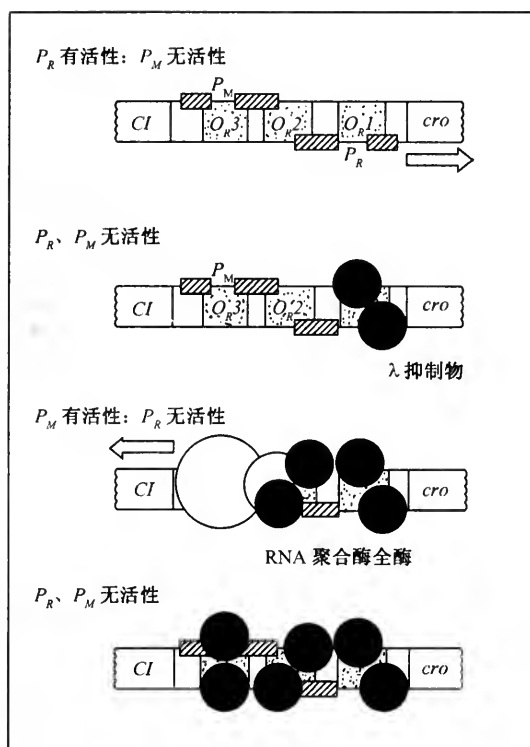 P_R 有活性：P_M 无活性
P_M
CI O_R3 O_R2 O_R1 cro
P_R
P_R、P_M 无活性
P_M
CI O_R3 O_R2 cro
λ 抑制物
P_M 有活性：P_R 无活性
CI cro
RNA 聚合酶全酶
P_R、P_M 无活性
CI cro